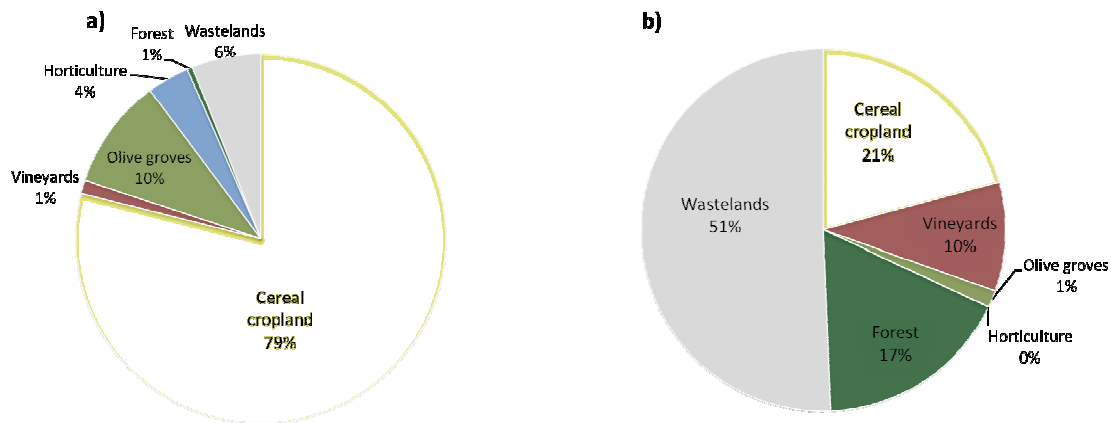 a)
Forest
1%
Wastelands
6%
Horticulture
4%
Olive groves
10%
Vineyards
1%
Cereal
cropland
79%
b)
Cereal
cropland
21%
Vineyards
10%
Olive groves
1%
Horticulture
0%
Forest
17%
Wastelands
51%